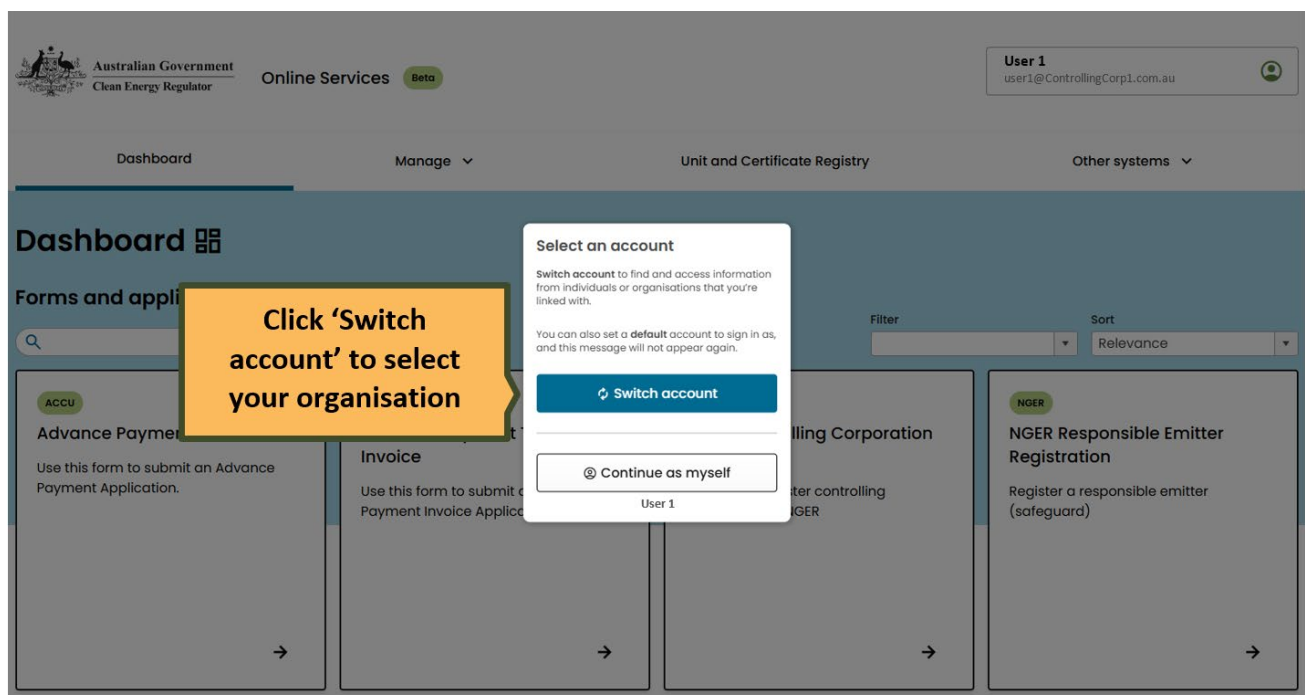 Australian Government
Clean Energy Regulator
Online Services Beta
User 1
user1@ControllingCorp1.com.au
Dashboard
Manage
Unit and Certificate Registry
Other systems
Dashboard
Forms and appli
Filter
Sort
Relevance
Click ‘Switch
account’ to select
your organisation
Select an account
Switch account to find and access information
from individuals or organisations that you're
linked with.
You can also set a default account to sign in as,
and this message will not appear again.
Switch account
Continue as myself
User 1
ACCU
Advance Payme
Use this form to submit an Advance
Payment Application.
Invoice
Use this form to submit
Payment Invoice Applic
lling Corporation
ter controlling
NGER
NGER Responsible Emitter
Registration
Register a responsible emitter
(safeguard)